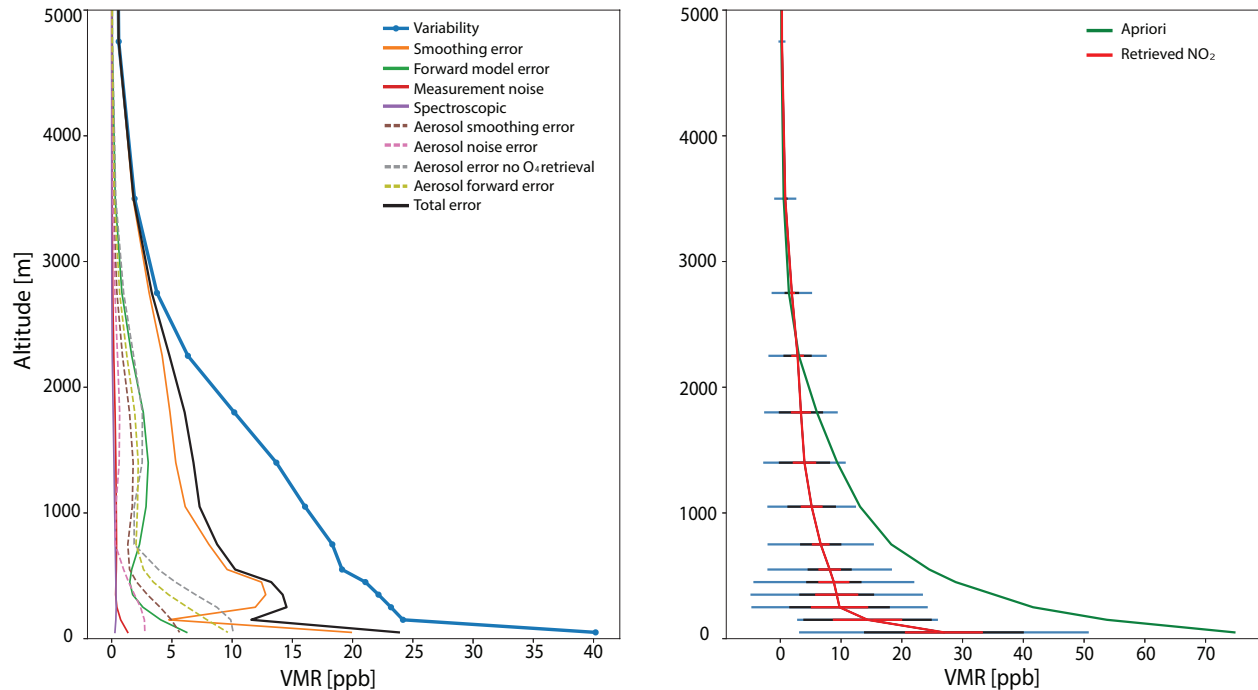 5000
4000
3000
2000
1000
0
Altitude [m]
Variability
Smoothing error
Forward model error
Measurement noise
Spectroscopic
Aerosol smoothing error
Aerosol noise error
Aerosol error no O₄ retrieval
Aerosol forward error
Total error
0 5 10 15 20 25 30 35 40
VMR [ppb]
5000
4000
3000
2000
1000
0
Apriori
Retrieved NO₂
0 10 20 30 40 50 60 70
VMR [ppb]